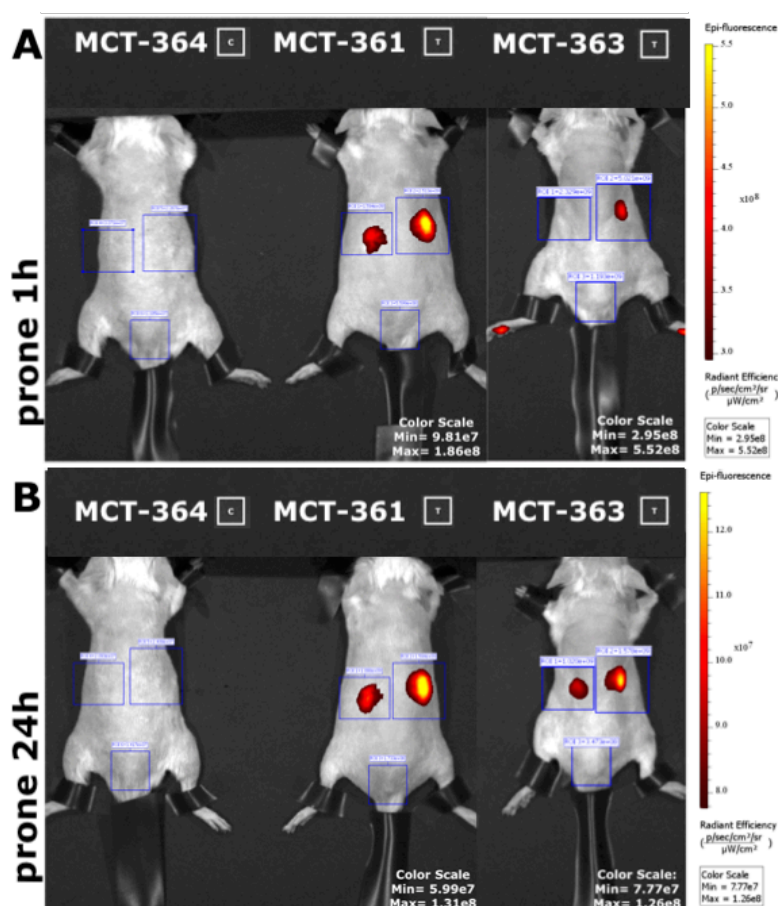 A
MCT-364 C
MCT-361 T
MCT-363 T
prone 1h
Color Scale
Min= 9.81e7
Max= 1.86e8
Color Scale
Min= 2.95e8
Max= 5.52e8
Epi-fluorescence
5.5
5.0
4.5
x10⁸
4.0
3.5
3.0
Radiant Efficienc
(p/sec/cm²/sr
µW/cm²)
Color Scale
Min = 2.95e8
Max = 5.52e8
B
MCT-364 C
MCT-361 T
MCT-363 T
prone 24h
Color Scale
Min= 5.99e7
Max= 1.31e8
Color Scale:
Min= 7.77e7
Max= 1.26e8
Epi-fluorescence
12.0
x10⁷
10.0
9.0
8.0
Radiant Efficiency
(p/sec/cm²/sr
µW/cm²)
Color Scale
Min = 7.77e7
Max = 1.26e8